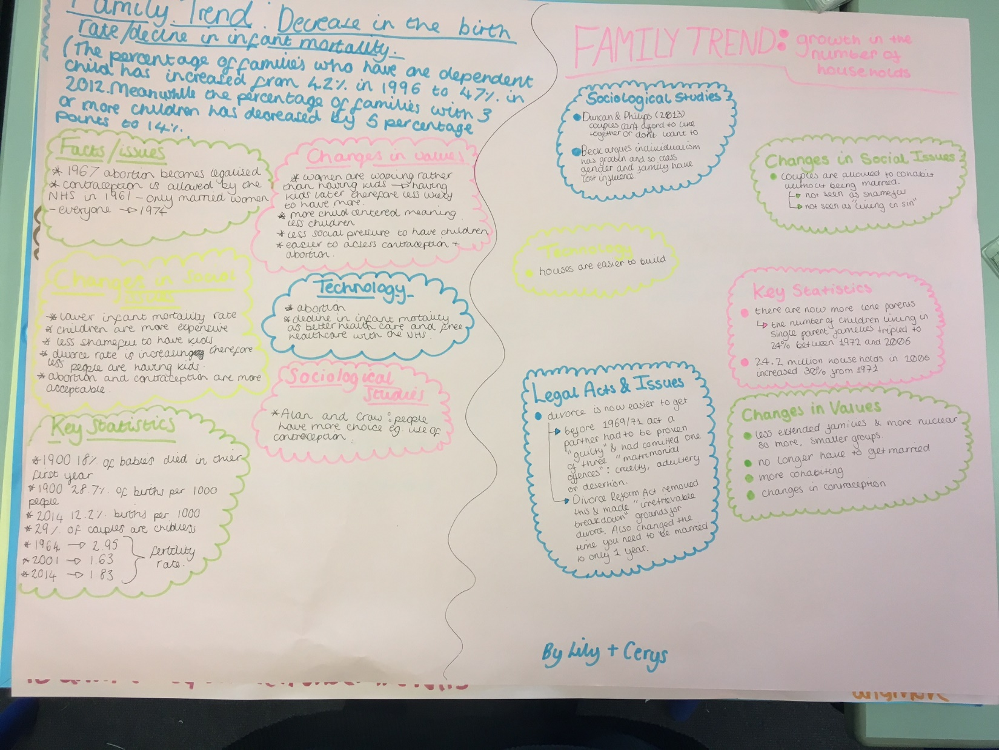 Family Trend: Decrease in the birth
rate/decline in infant mortality.
(The percentage of families who have one dependent
child has increased from 42% in 1996 to 47% in
2012. Meanwhile the percentage of families with 3
or more children has decreased by 5 percentage
points to 14%.
Facts/issues
* 1967 abortion becomes legalised
* contraception is allowed by the
NHS in 1961 - only married women
- everyone → 1974
Changes in values
* women are working rather
than having kids → having
kids later therefore less likely
to have more.
* more child centered meaning
less children
* less social pressure to have children
* easier to access contraception +
abortion.
Changes in Social
issues
* lower infant mortality rate
* children are more expensive
* less shameful to have kids
* divorce rate is increasing therefore
less people are having kids.
* abortion and contraception are more
acceptable.
Technology
* abortion
* decline in infant motality
as better health care and free
healthcare with the NHS.
Sociological
Studies
* Alan and Crow: people
have more choice eg. use of
contraception.
Key Statistics
* 1900 18% of babies died in thier
first year
* 1900 28.7% of births per 1000
people
* 2014 12.2% births per 1000
* 29% of couples are chibless
* 1964 → 2.95
* 2001 → 1.63
* 2014 → 1.83
fertility
rate.
FAMILY TREND: growth in the
number of
households
Sociological Studies
Duncan & Philips (2013)
couples can't afford to live
together or don't want to
Beck argues individualism
has grown and so class
gender and family have
lost influence.
Changes in Social Issues
couples are allowed to cohabit
without being married.
→ not seen as shameful
→ not seen as "living in sin"
Technology
houses are easier to build
Key Statistics
there are now more lone parents
→ the number of children living in
single parent families tripled to
24% between 1972 and 2006
24.2 million households in 2006
increased 30% from 1971
Legal Acts & Issues
divorce is now easier to get
→ before 1969/71 act a
partner had to be proven
"guilty" & had comitted one
of three "matrimonial
offences": cruelty, adultery
or desertion.
→ Divorce Reform Act removed
this & made "irretrievable
breakdown" grounds for
divorce. Also changed the
time you need to be married
to only 1 year.
Changes in Values
less extended families & more nuclear
so more, smaller groups.
no longer have to get married
more cohabiting
changes in contraception
By Lily + Cerys